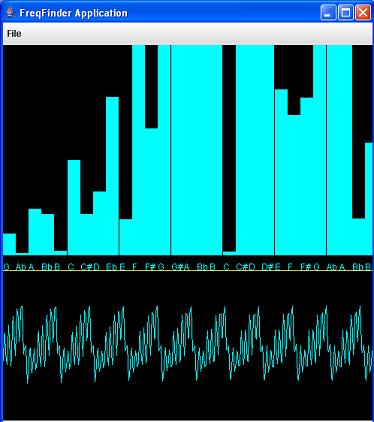 FreqFinder Application
File
G Ab A Bb B C C# D Eb E F F# G G# A Bb B C C# D D# E F F# G Ab A Bb B